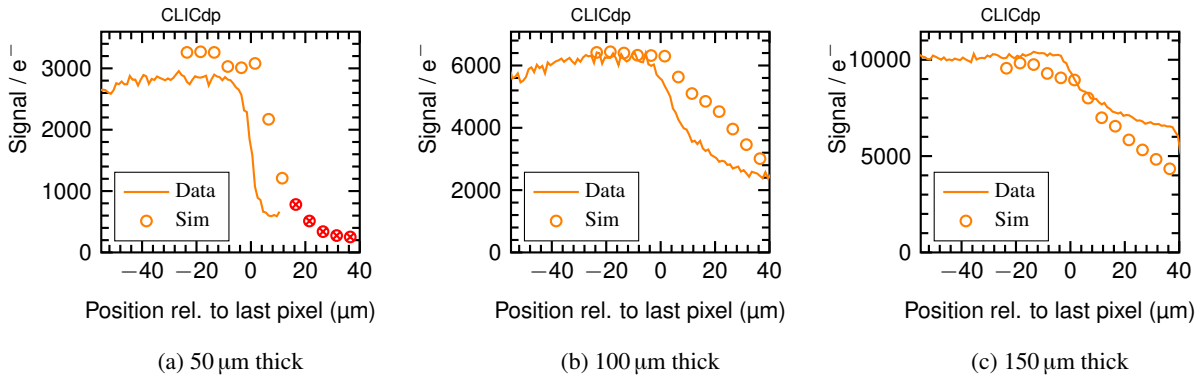 CLICdp
Signal / e⁻
3000
2000
1000
0
Data
Sim
−40 −20 0 20 40
Position rel. to last pixel (μm)
(a) 50 μm thick
CLICdp
Signal / e⁻
6000
4000
2000
0
Data
Sim
−40 −20 0 20 40
Position rel. to last pixel (μm)
(b) 100 μm thick
CLICdp
Signal / e⁻
10000
5000
0
Data
Sim
−40 −20 0 20 40
Position rel. to last pixel (μm)
(c) 150 μm thick